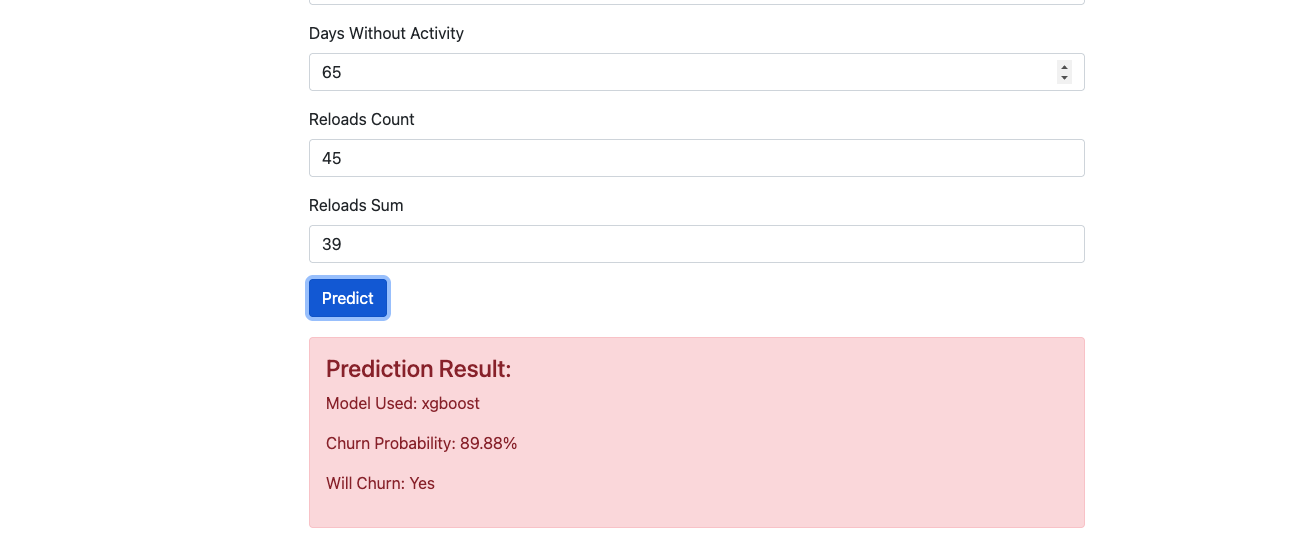 Days Without Activity
65
Reloads Count
45
Reloads Sum
39
Predict
Prediction Result:
Model Used: xgboost
Churn Probability: 89.88%
Will Churn: Yes